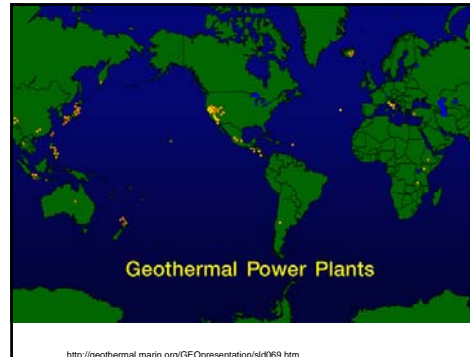 Geothermal Power Plants
http://geothermal.marin.org/GEOpresentation/sld069.htm